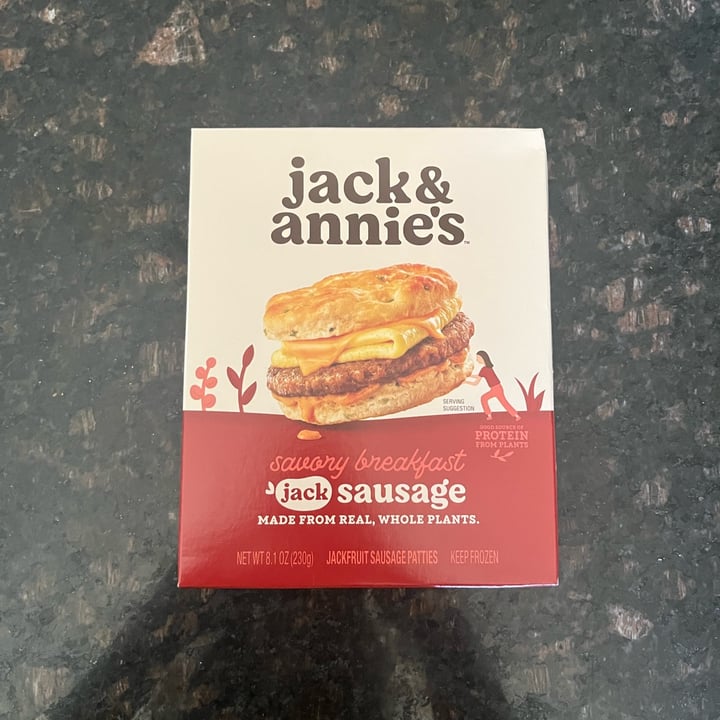 jack &
annie's™
SERVING
SUGGESTION
GOOD SOURCE OF
PROTEIN
FROM PLANTS
savory breakfast
jack sausage
MADE FROM REAL, WHOLE PLANTS.
NET WT 8.1 OZ (230g) JACKFRUIT SAUSAGE PATTIES KEEP FROZEN